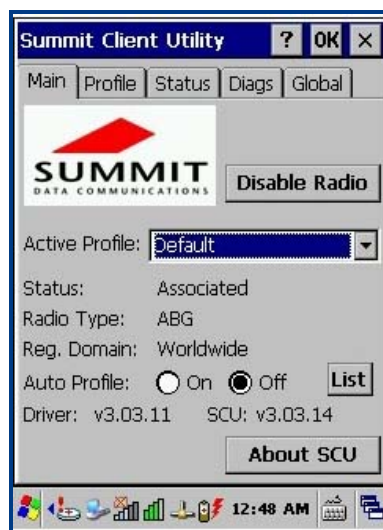 Summit Client Utility ? OK ×
Main Profile Status Diags Global
SUMMIT
DATA COMMUNICATIONS
Disable Radio
Active Profile: Default
Status: Associated
Radio Type: ABG
Reg. Domain: Worldwide
Auto Profile: On Off List
Driver: v3.03.11 SCU: v3.03.14
About SCU
12:48 AM